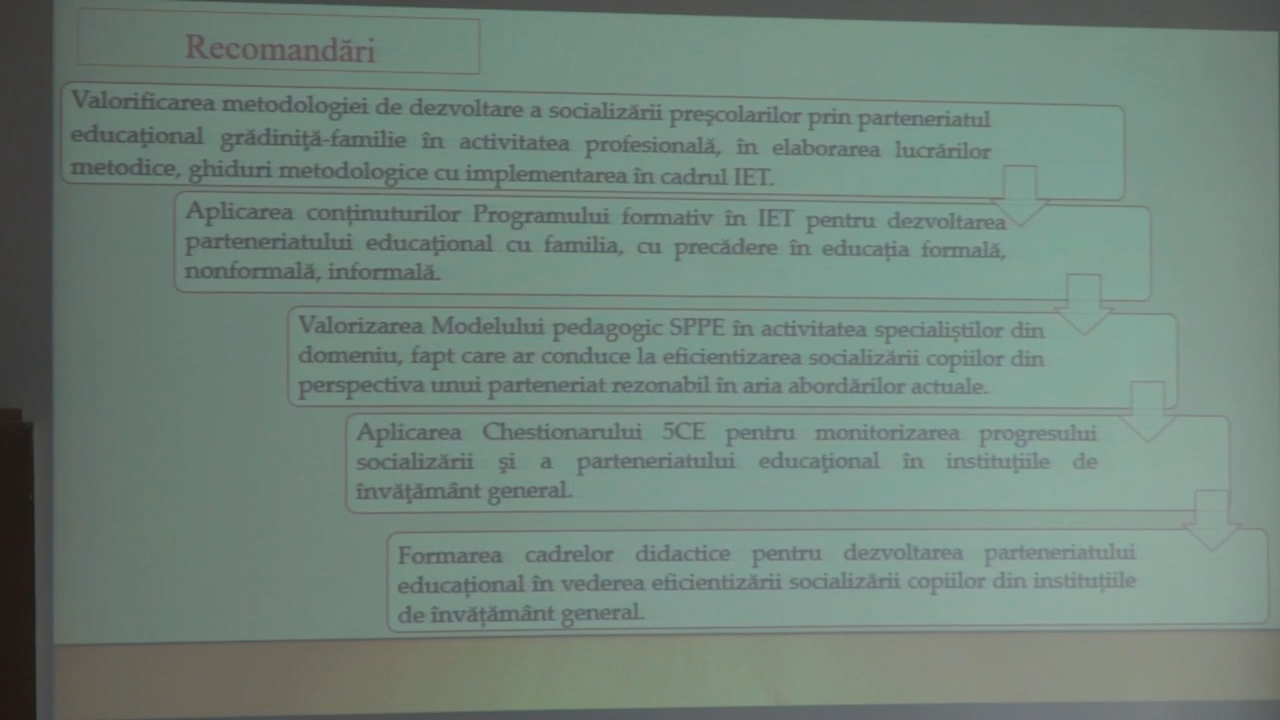 Recomandări
Valorificarea metodologiei de dezvoltare a socializării preşcolarilor prin parteneriatul
educaţional grădiniţă-familie în activitatea profesională, în elaborarea lucrărilor
metodice, ghiduri metodologice cu implementarea în cadrul IET.
Aplicarea conţinuturilor Programului formativ în IET pentru dezvoltarea
parteneriatului educaţional cu familia, cu precădere în educaţia formală,
nonformală, informală.
Valorizarea Modelului pedagogic SPPE în activitatea specialiştilor din
domeniu, fapt care ar conduce la eficientizarea socializării copiilor din
perspectiva unui parteneriat rezonabil în aria abordărilor actuale.
Aplicarea Chestionarului 5CE pentru monitorizarea progresului
socializării şi a parteneriatului educaţional în instituţiile de
învăţământ general.
Formarea cadrelor didactice pentru dezvoltarea parteneriatului
educaţional în vederea eficientizării socializării copiilor din instituţiile
de învăţământ general.